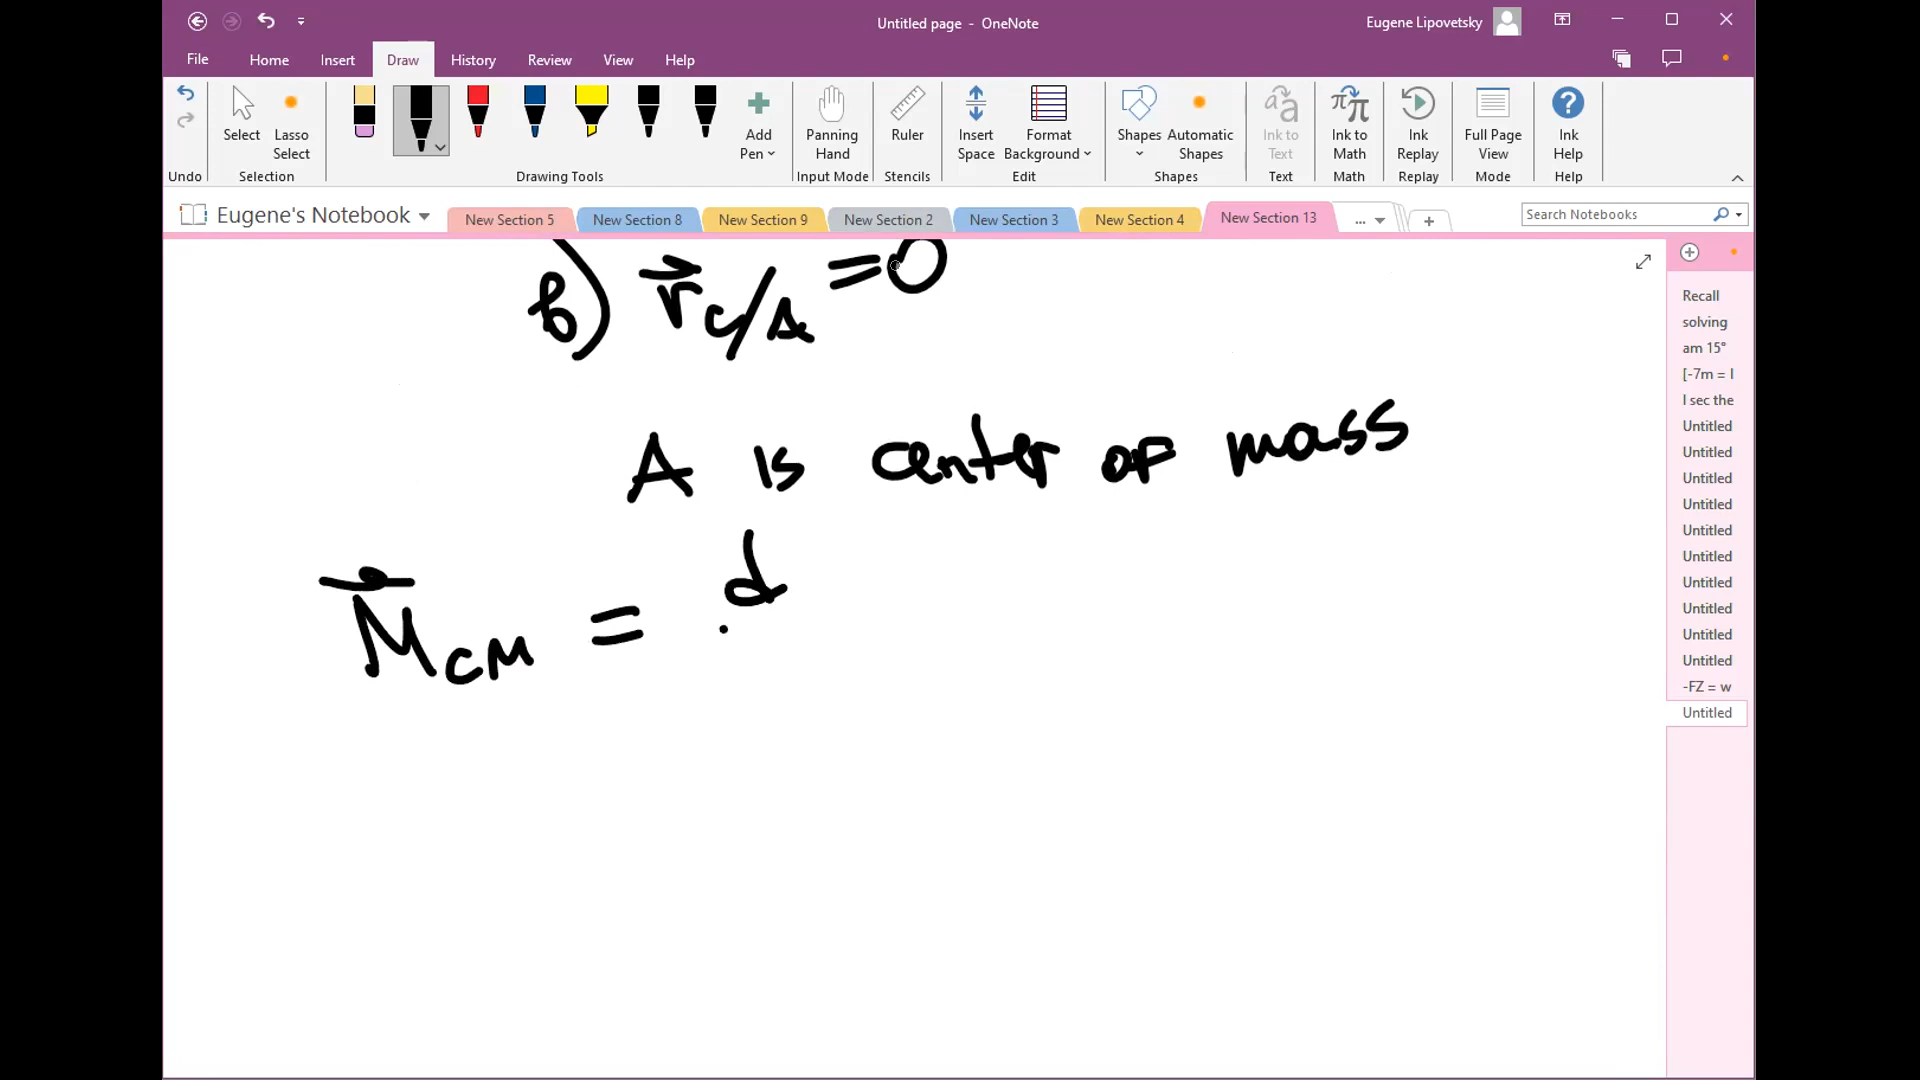 Untitled page - OneNote
Eugene Lipovetsky
File Home Insert Draw History Review View Help
Select
Lasso Select
Add Pen
Panning Hand
Ruler
Insert Space
Format Background
Shapes
Automatic Shapes
Ink to Text
Ink to Math
Ink Replay
Full Page View
Ink Help
Undo Selection Drawing Tools Input Mode Stencils Edit Shapes Text Math Replay Mode Help
Eugene's Notebook
New Section 5 New Section 8 New Section 9 New Section 2 New Section 3 New Section 4 New Section 13 ... +
Search Notebooks
b) r⃗ C/A = 0
A is center of mass
M⃗ CM = d
Recall
solving
am 15°
[-7m = I
I sec the
Untitled
Untitled
Untitled
Untitled
Untitled
Untitled
Untitled
Untitled
Untitled
Untitled
-FZ = w
Untitled